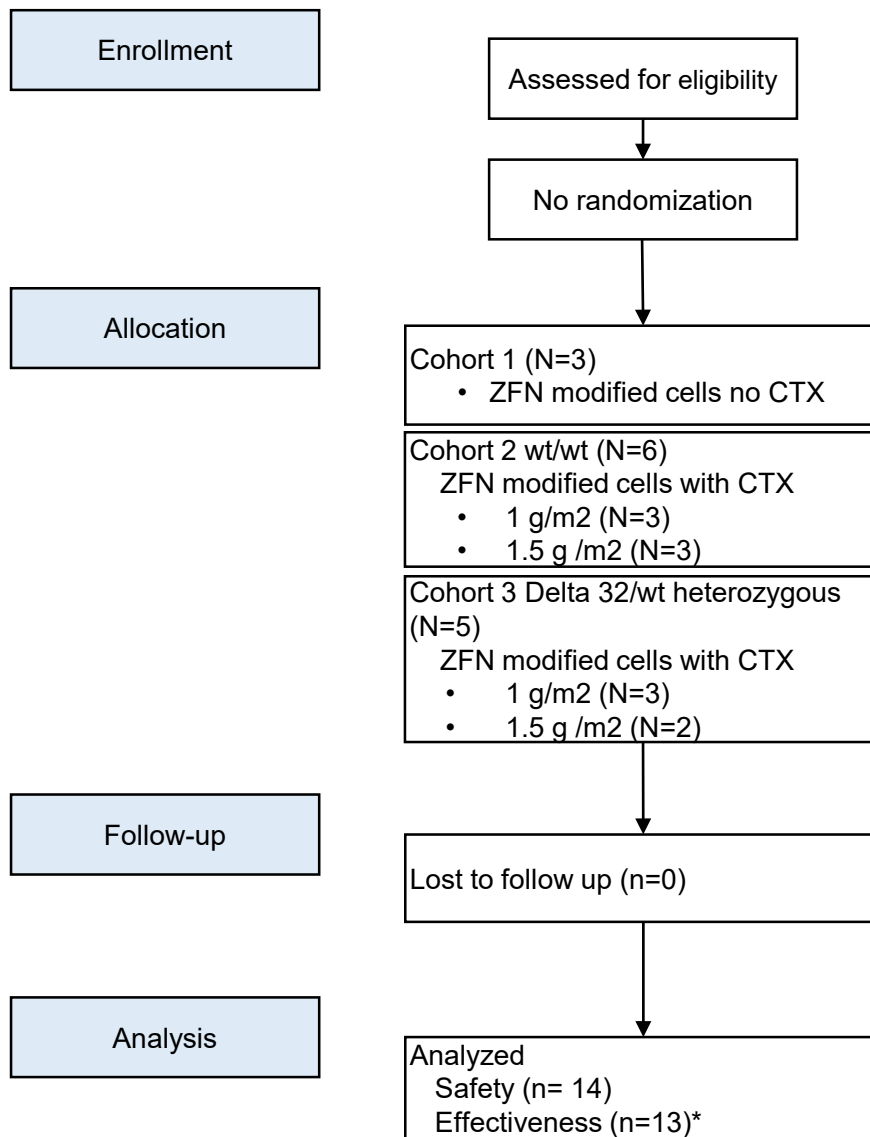 Enrollment
Assessed for eligibility
No randomization
Allocation
Cohort 1 (N=3)
• ZFN modified cells no CTX
Cohort 2 wt/wt (N=6)
ZFN modified cells with CTX
• 1 g/m2 (N=3)
• 1.5 g /m2 (N=3)
Cohort 3 Delta 32/wt heterozygous
(N=5)
ZFN modified cells with CTX
• 1 g/m2 (N=3)
• 1.5 g /m2 (N=2)
Follow-up
Lost to follow up (n=0)
Analysis
Analyzed
Safety (n= 14)
Effectiveness (n=13)*